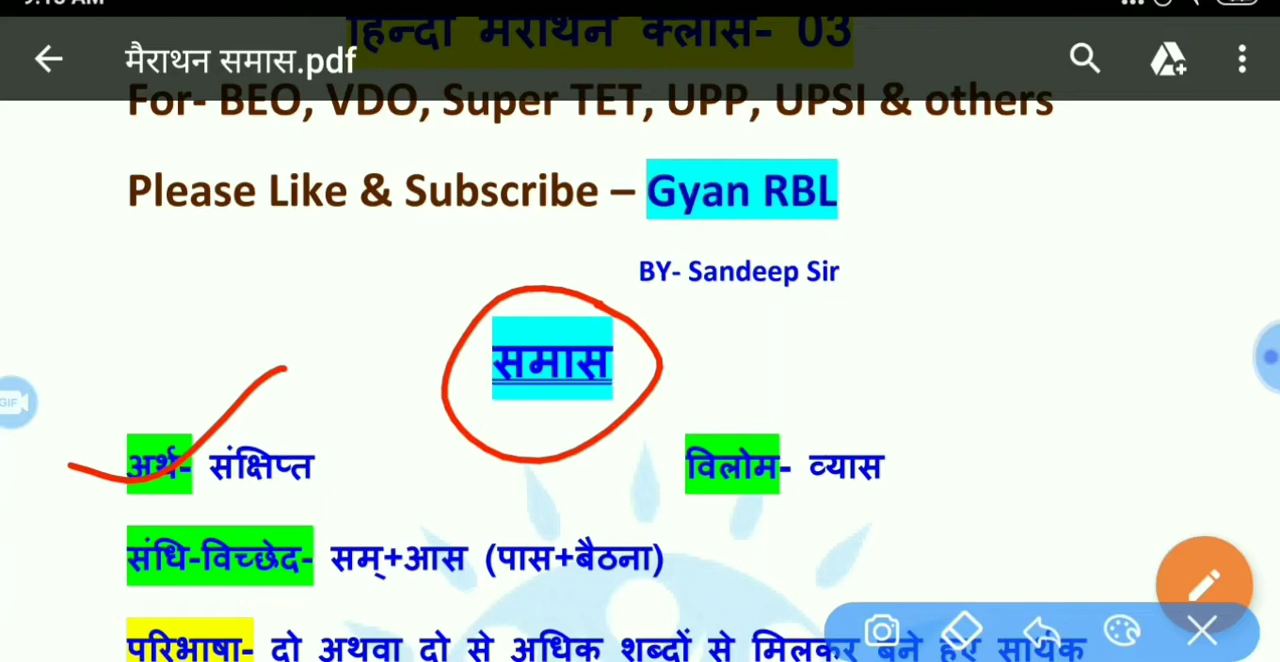 हिन्दी मैराथन क्लास- 03
मैराथन समास.pdf
For- BEO, VDO, Super TET, UPP, UPSI & others
Please Like & Subscribe – Gyan RBL
BY- Sandeep Sir
समास
अर्थ- संक्षिप्त विलोम- व्यास
GIF
संधि-विच्छेद- सम्+आस (पास+बैठना)
परिभाषा- दो अथवा दो से अधिक शब्दों से मिलकर बने हुए सार्थक